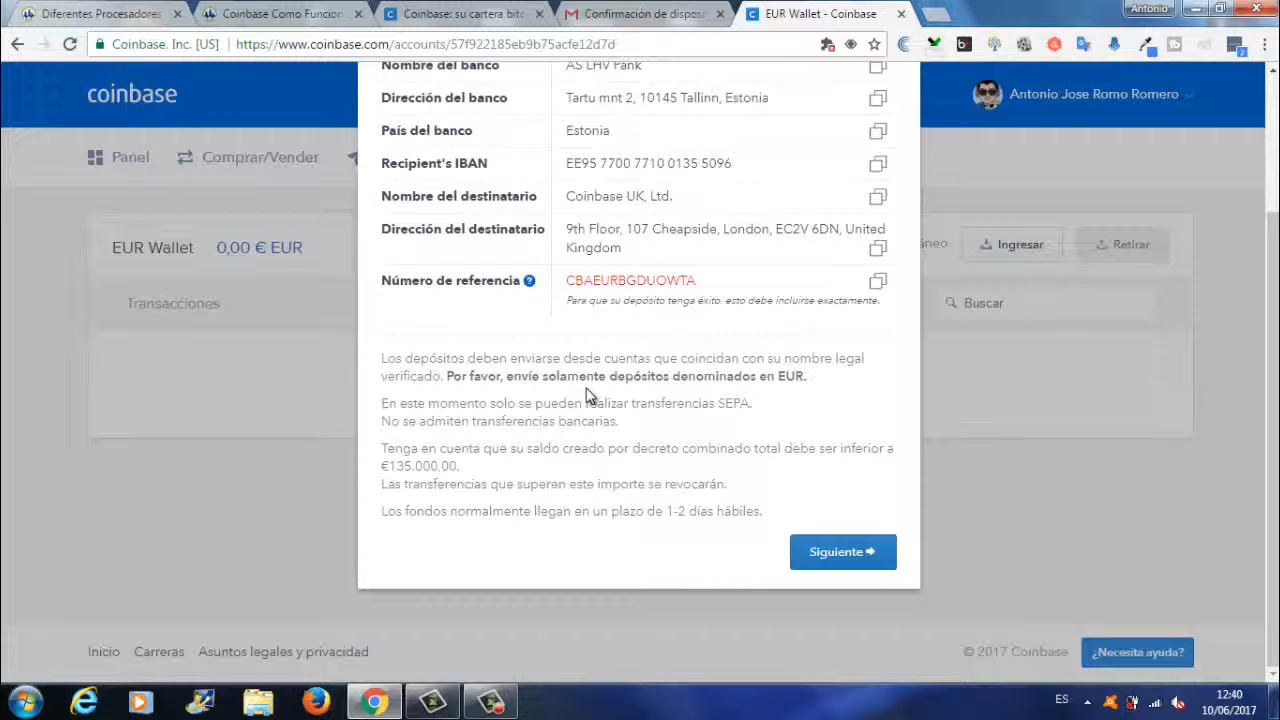 Diferentes Procesadores
Coinbase Como Funcion
Coinbase: su cartera bit
Confirmación de dispos
EUR Wallet - Coinbase
Antonio
Coinbase, Inc. [US] https://www.coinbase.com/accounts/57f922185eb9b75acfe12d7d
coinbase
Antonio Jose Romo Romero
Panel
Comprar/Vender
EUR Wallet 0,00 € EUR
Transacciones
Nombre del banco AS LHV Pank
Dirección del banco Tartu mnt 2, 10145 Tallinn, Estonia
País del banco Estonia
Recipient's IBAN EE95 7700 7710 0135 5096
Nombre del destinatario Coinbase UK, Ltd.
Dirección del destinatario 9th Floor, 107 Cheapside, London, EC2V 6DN, United
Kingdom
Número de referencia ? CBAEURBGDUOWTA
Para que su depósito tenga éxito, esto debe incluirse exactamente.
Los depósitos deben enviarse desde cuentas que coincidan con su nombre legal
verificado. Por favor, envíe solamente depósitos denominados en EUR.
En este momento solo se pueden realizar transferencias SEPA.
No se admiten transferencias bancarias.
Tenga en cuenta que su saldo creado por decreto combinado total debe ser inferior a
€135.000,00.
Las transferencias que superen este importe se revocarán.
Los fondos normalmente llegan en un plazo de 1-2 días hábiles.
Siguiente
áneo
Ingresar
Retirar
Buscar
Inicio Carreras Asuntos legales y privacidad
© 2017 Coinbase
¿Necesita ayuda?
ES
12:40
10/06/2017